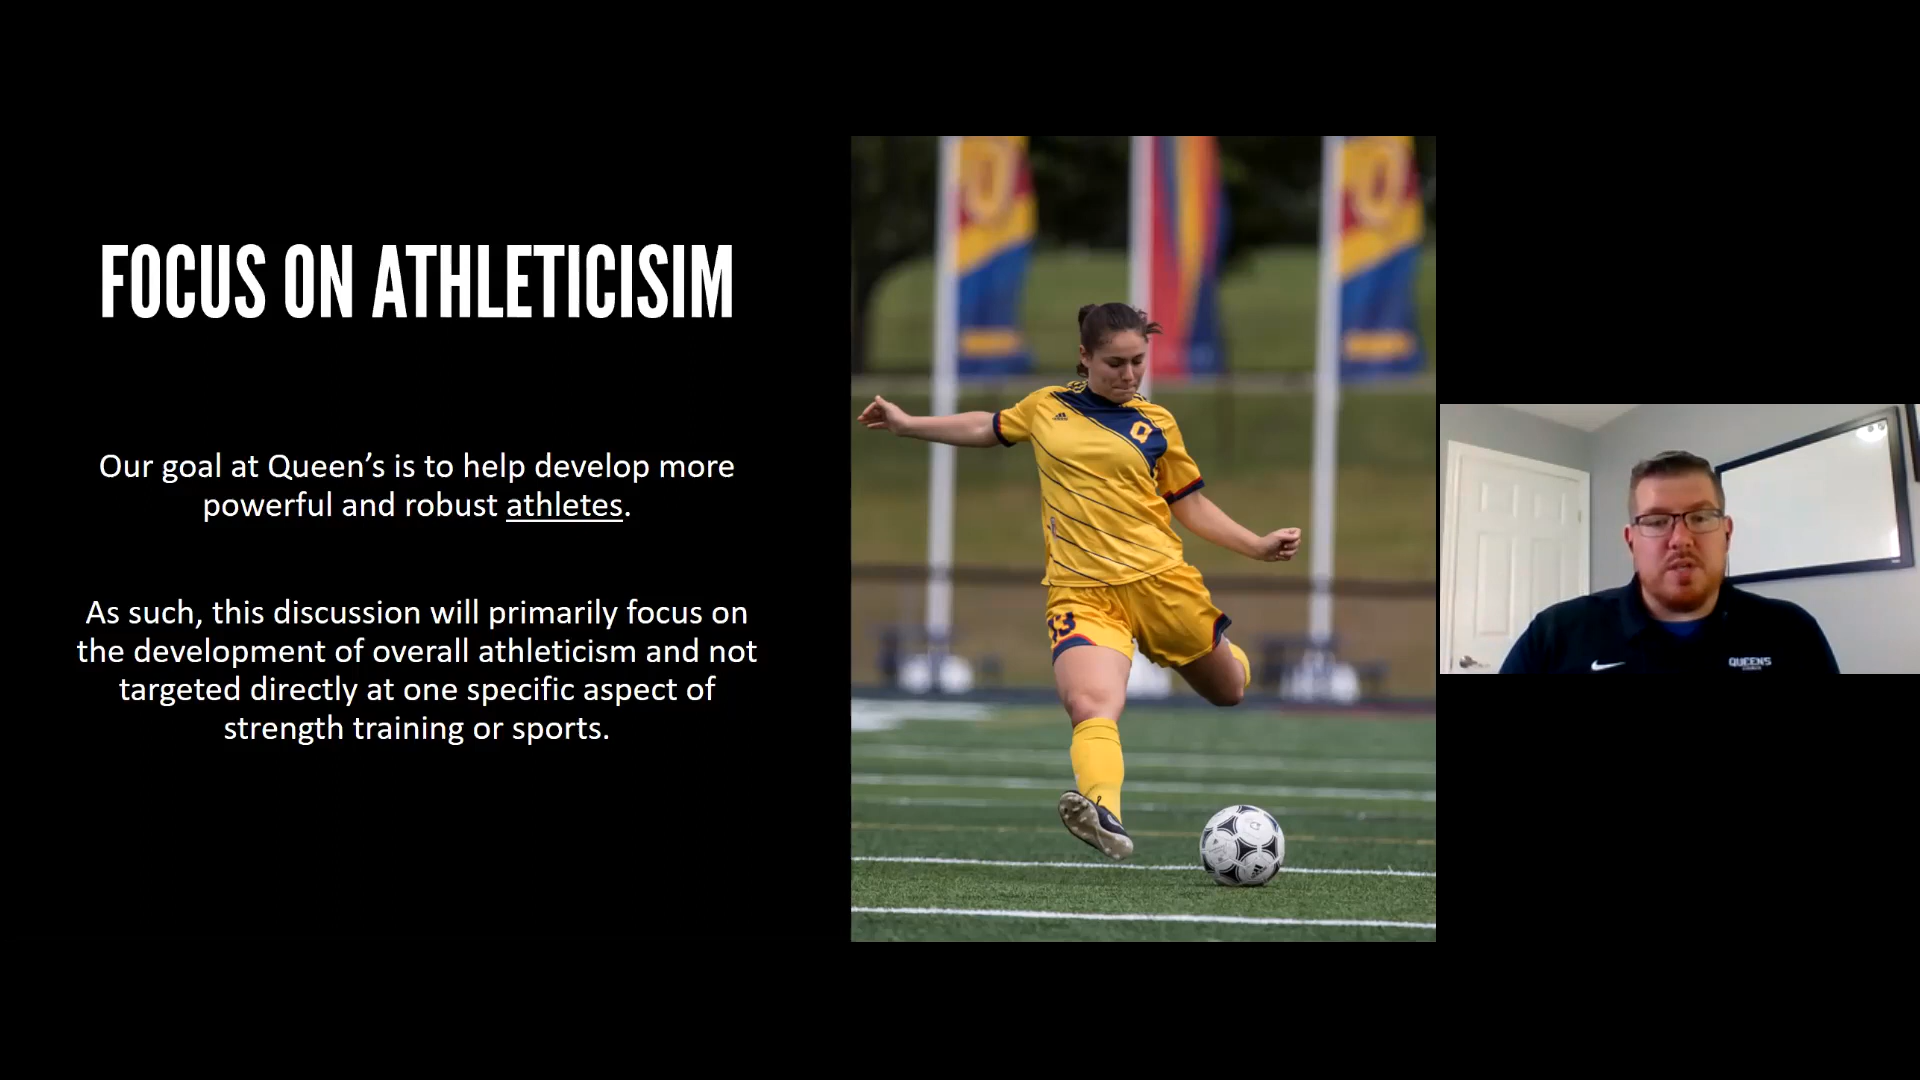 FOCUS ON ATHLETICISIM
Our goal at Queen’s is to help develop more
powerful and robust athletes.
As such, this discussion will primarily focus on
the development of overall athleticism and not
targeted directly at one specific aspect of
strength training or sports.
Q
13
QUEEN'S